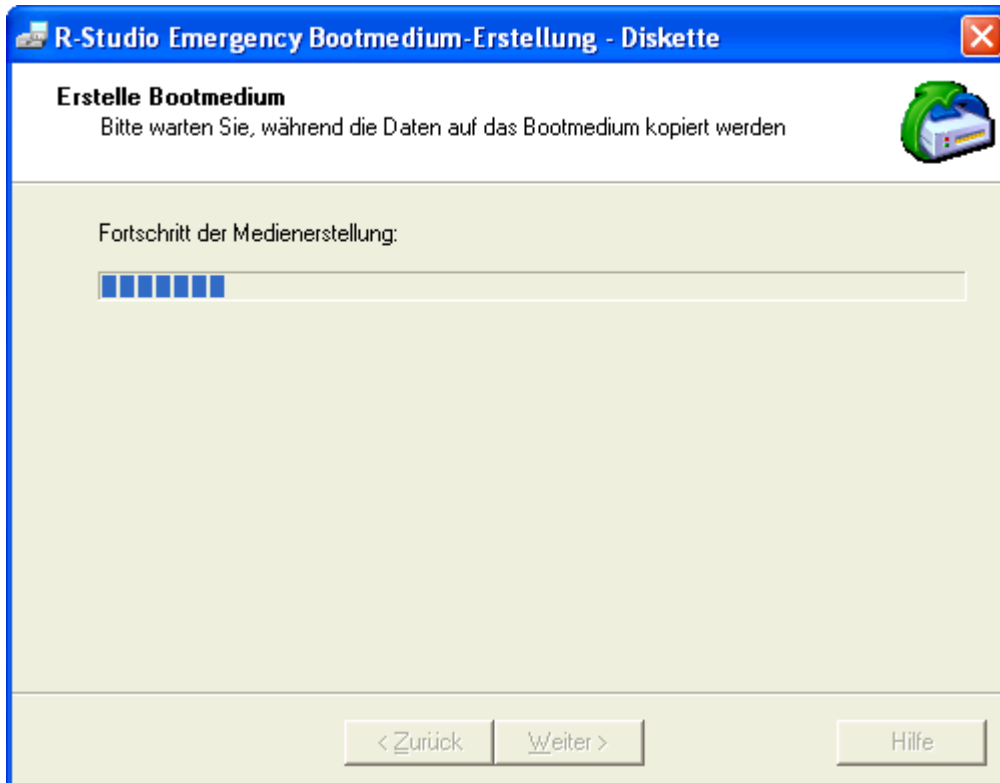 R-Studio Emergency Bootmedium-Erstellung - Diskette
Erstelle Bootmedium
Bitte warten Sie, während die Daten auf das Bootmedium kopiert werden
Fortschritt der Medienerstellung:
< Zurück
Weiter >
Hilfe